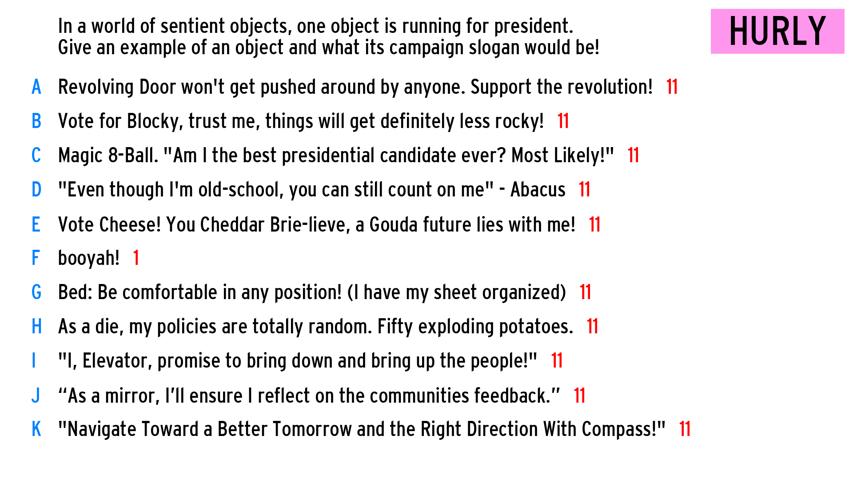 In a world of sentient objects, one object is running for president.
Give an example of an object and what its campaign slogan would be!
HURLY
A Revolving Door won't get pushed around by anyone. Support the revolution! 11
B Vote for Blocky, trust me, things will get definitely less rocky! 11
C Magic 8-Ball. "Am I the best presidential candidate ever? Most Likely!" 11
D "Even though I'm old-school, you can still count on me" - Abacus 11
E Vote Cheese! You Cheddar Brie-lieve, a Gouda future lies with me! 11
F booyah! 1
G Bed: Be comfortable in any position! (I have my sheet organized) 11
H As a die, my policies are totally random. Fifty exploding potatoes. 11
I "I, Elevator, promise to bring down and bring up the people!" 11
J “As a mirror, I’ll ensure I reflect on the communities feedback.” 11
K "Navigate Toward a Better Tomorrow and the Right Direction With Compass!" 11